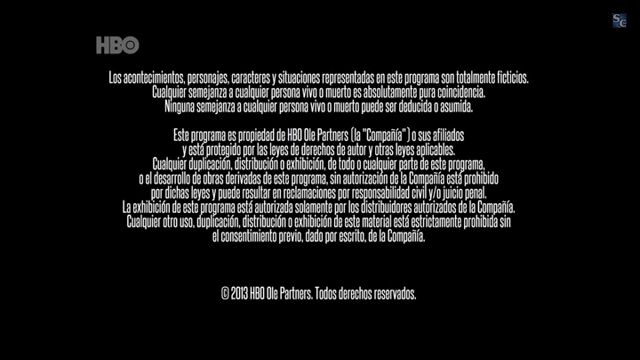 HBO
SC
Los acontecimientos, personajes, caracteres y situaciones representadas en este programa son totalmente ficticios.
Cualquier semejanza a cualquier persona vivo o muerto es absolutamente pura coincidencia.
Ninguna semejanza a cualquier persona vivo o muerto puede ser deducida o asumida.
Este programa es propiedad de HBO Ole Partners (la "Compañía") o sus afiliados
y está protegido por las leyes de derechos de autor y otras leyes aplicables.
Cualquier duplicación, distribución o exhibición, de todo o cualquier parte de este programa,
o el desarrollo de obras derivadas de este programa, sin autorización de la Compañía está prohibido
por dichas leyes y puede resultar en reclamaciones por responsabilidad civil y/o juicio penal.
La exhibición de este programa está autorizada solamente por los distribuidores autorizados de la Compañía.
Cualquier otro uso, duplicación, distribución o exhibición de este material está estrictamente prohibida sin
el consentimiento previo, dado por escrito, de la Compañía.
© 2013 HBO Ole Partners. Todos derechos reservados.